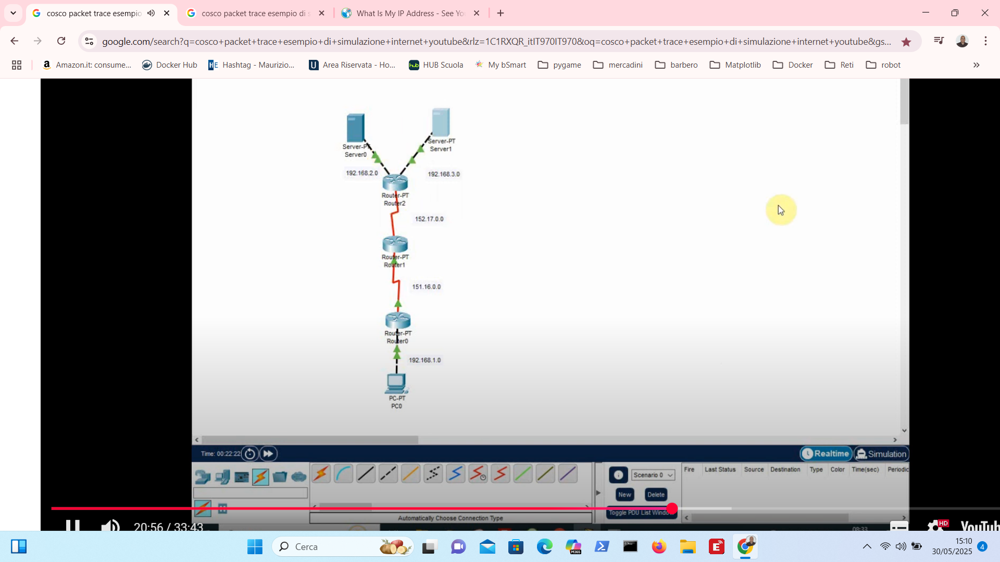 cosco packet trace esempio
cosco packet trace esempio di s
What Is My IP Address - See Yo
google.com/search?q=cosco+packet+trace+esempio+di+simulazione+internet+youtube&rlz=1C1RXQR_itIT970IT970&oq=cosco+packet+trace+esempio+di+simulazione+internet+youtube&gs...
Amazon.it: consume...
Docker Hub
HE Hashtag - Maurizio...
U Area Riservata - Ho...
hub HUB Scuola
My bSmart
pygame
mercadini
barbero
Matplotlib
Docker
Reti
robot
Server-PT
Server0
Server-PT
Server1
192.168.2.0
192.168.3.0
Router-PT
Router2
152.17.0.0
Router-PT
Router1
151.16.0.0
Router-PT
Router0
192.168.1.0
PC-PT
PC0
Time: 00:22:22
Realtime
Simulation
Scenario 0
New
Delete
Toggle PDU List Window
Fire Last Status Source Destination Type Color Time(sec) Periodic
Automatically Choose Connection Type
20:56 / 33:43
HD
YouTub
08:33
Cerca
M365
15:10
30/05/2025
4